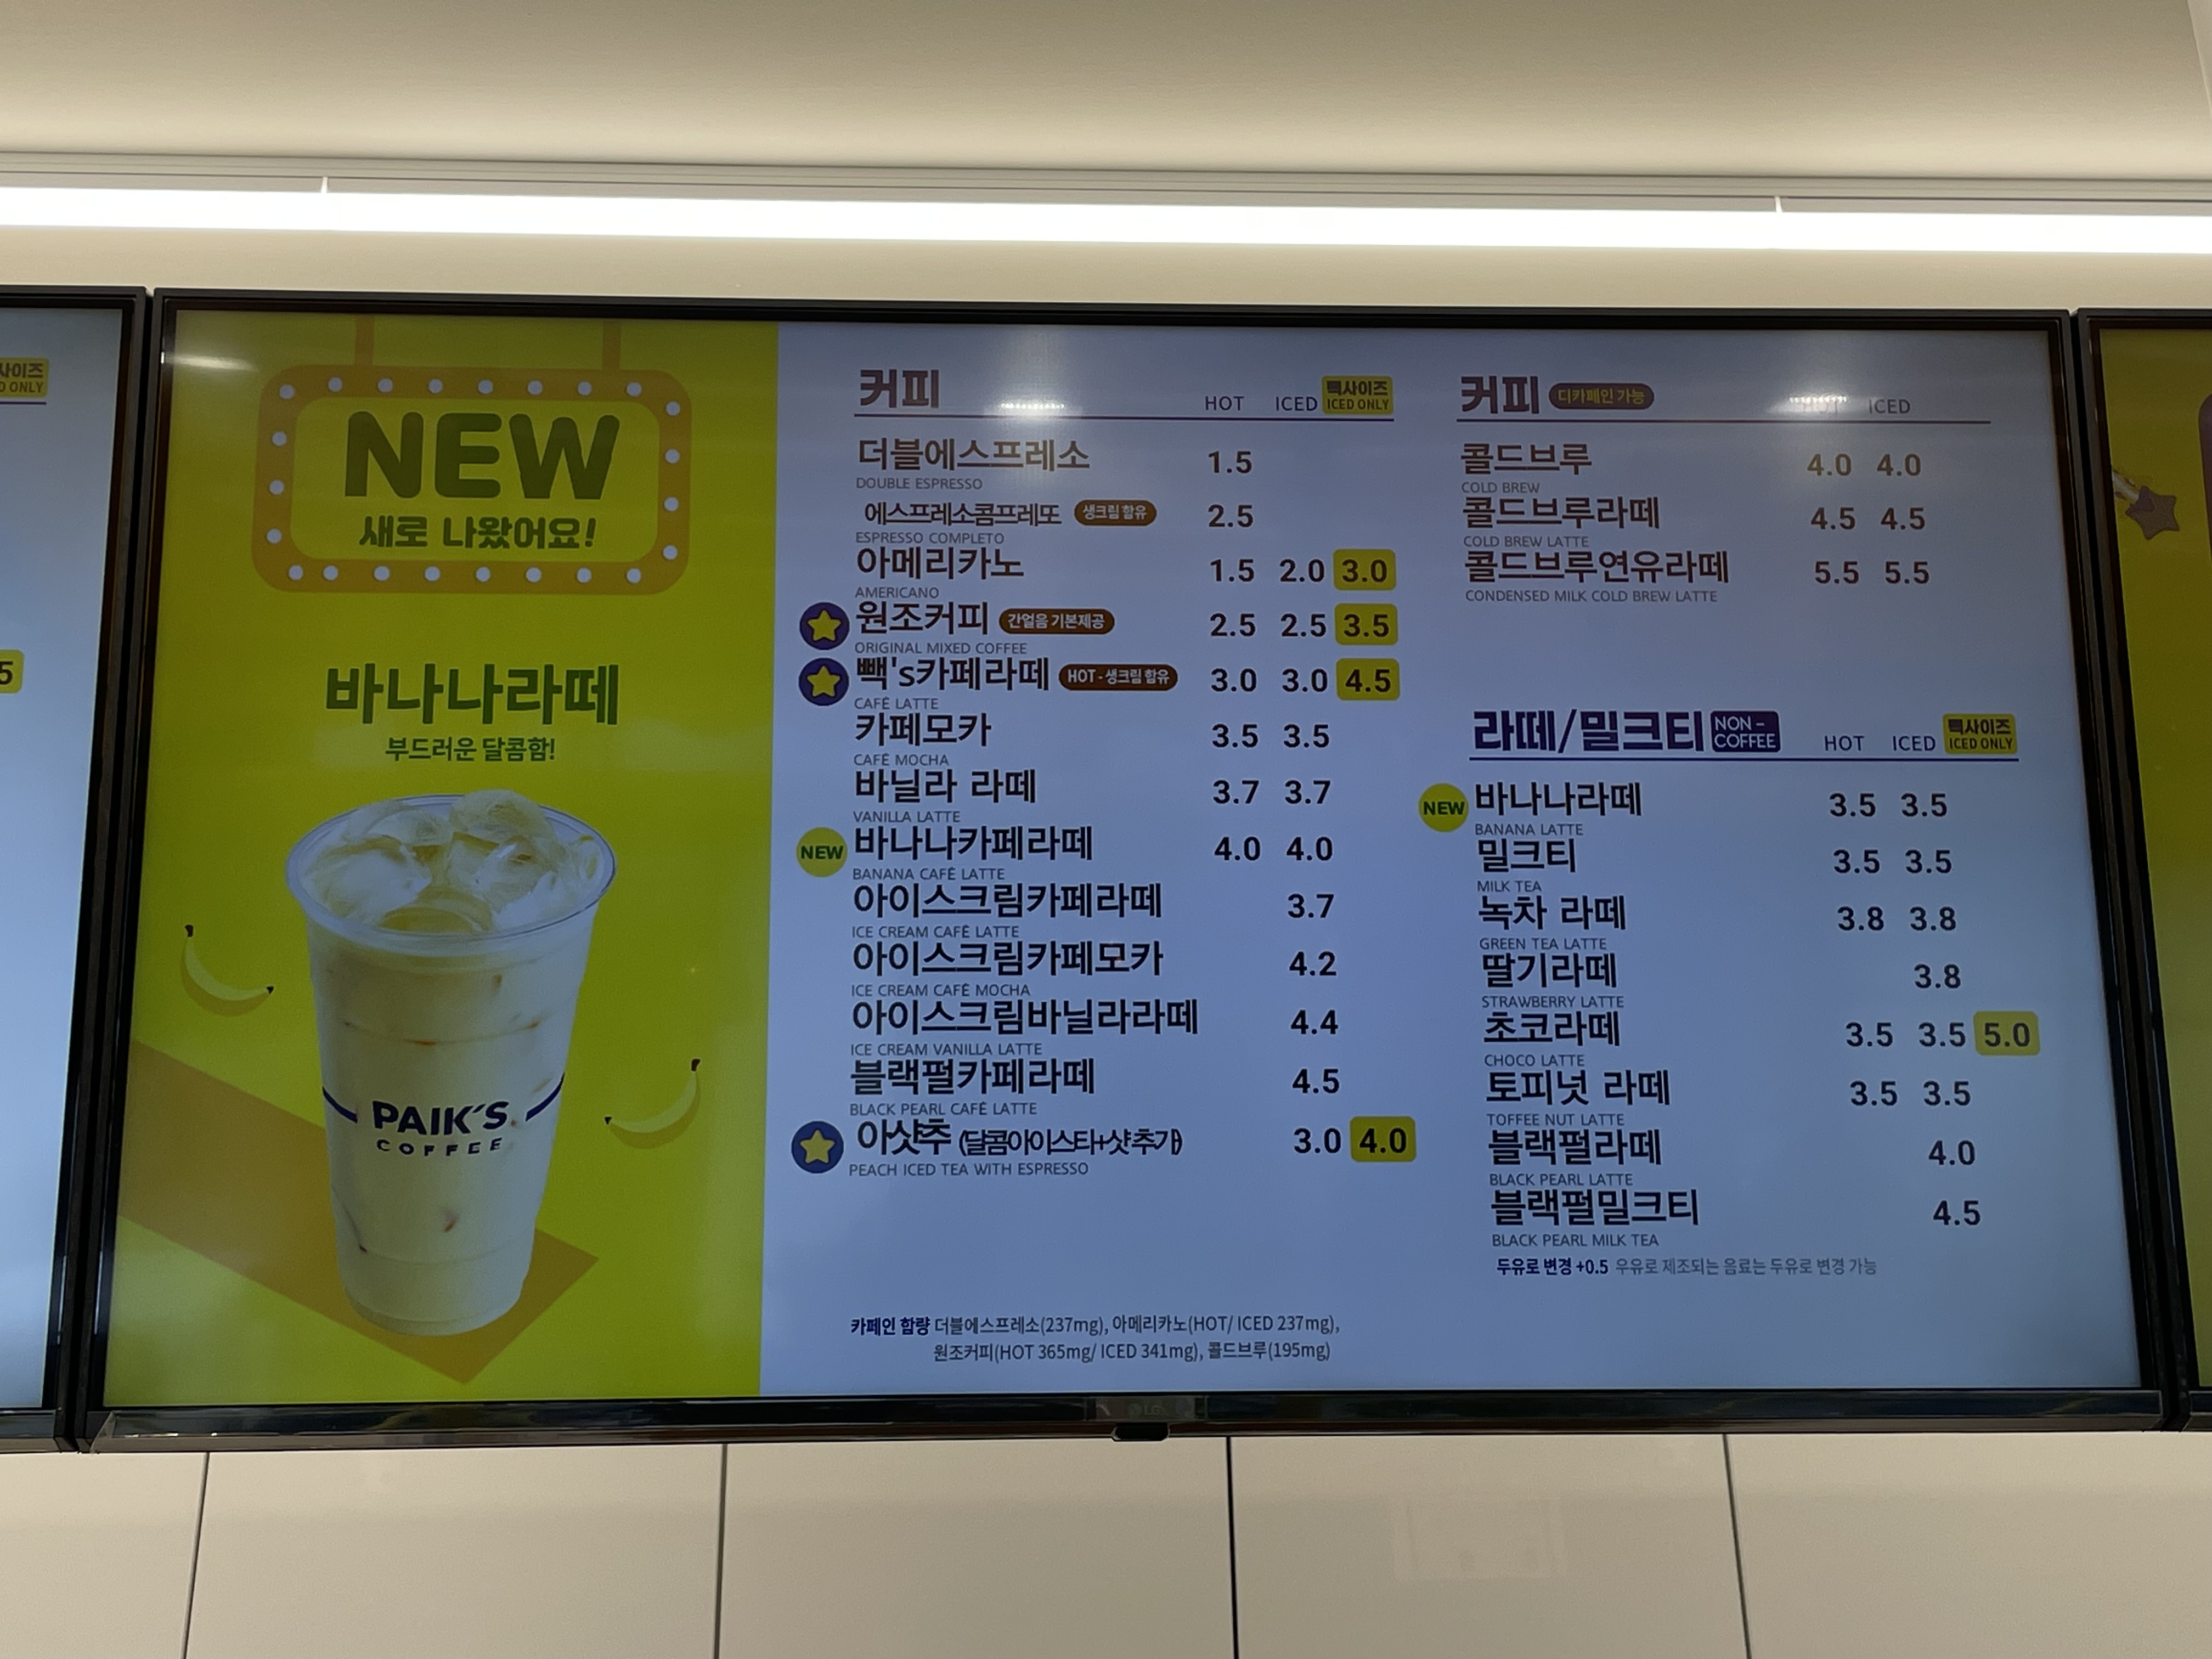 사이즈
D ONLY
5
NEW
새로 나왔어요!
바나나라떼
부드러운 달콤함!
PAIK'S
COFFEE
커피 HOT ICED 빽사이즈 ICED ONLY
더블에스프레소 1.5
DOUBLE ESPRESSO
에스프레소콤프레또 생크림 함유 2.5
ESPRESSO COMPLETO
아메리카노 1.5 2.0 3.0
AMERICANO
원조커피 간얼음 기본제공 2.5 2.5 3.5
ORIGINAL MIXED COFFEE
빽's카페라떼 HOT - 생크림 함유 3.0 3.0 4.5
CAFÉ LATTE
카페모카 3.5 3.5
CAFÉ MOCHA
바닐라 라떼 3.7 3.7
VANILLA LATTE
NEW 바나나카페라떼 4.0 4.0
BANANA CAFÉ LATTE
아이스크림카페라떼 3.7
ICE CREAM CAFÉ LATTE
아이스크림카페모카 4.2
ICE CREAM CAFÉ MOCHA
아이스크림바닐라라떼 4.4
ICE CREAM VANILLA LATTE
블랙펄카페라떼 4.5
BLACK PEARL CAFÉ LATTE
아샷추 (달콤아이스티+샷 추가) 3.0 4.0
PEACH ICED TEA WITH ESPRESSO
카페인 함량 더블에스프레소(237mg), 아메리카노(HOT/ ICED 237mg),
원조커피(HOT 365mg/ ICED 341mg), 콜드브루(195mg)
커피 디카페인 가능 HOT ICED
콜드브루 4.0 4.0
COLD BREW
콜드브루라떼 4.5 4.5
COLD BREW LATTE
콜드브루연유라떼 5.5 5.5
CONDENSED MILK COLD BREW LATTE
라떼/밀크티 NON-COFFEE HOT ICED 빽사이즈 ICED ONLY
NEW 바나나라떼 3.5 3.5
BANANA LATTE
밀크티 3.5 3.5
MILK TEA
녹차 라떼 3.8 3.8
GREEN TEA LATTE
딸기라떼 3.8
STRAWBERRY LATTE
초코라떼 3.5 3.5 5.0
CHOCO LATTE
토피넛 라떼 3.5 3.5
TOFFEE NUT LATTE
블랙펄라떼 4.0
BLACK PEARL LATTE
블랙펄밀크티 4.5
BLACK PEARL MILK TEA
두유로 변경 +0.5 우유로 제조되는 음료는 두유로 변경 가능